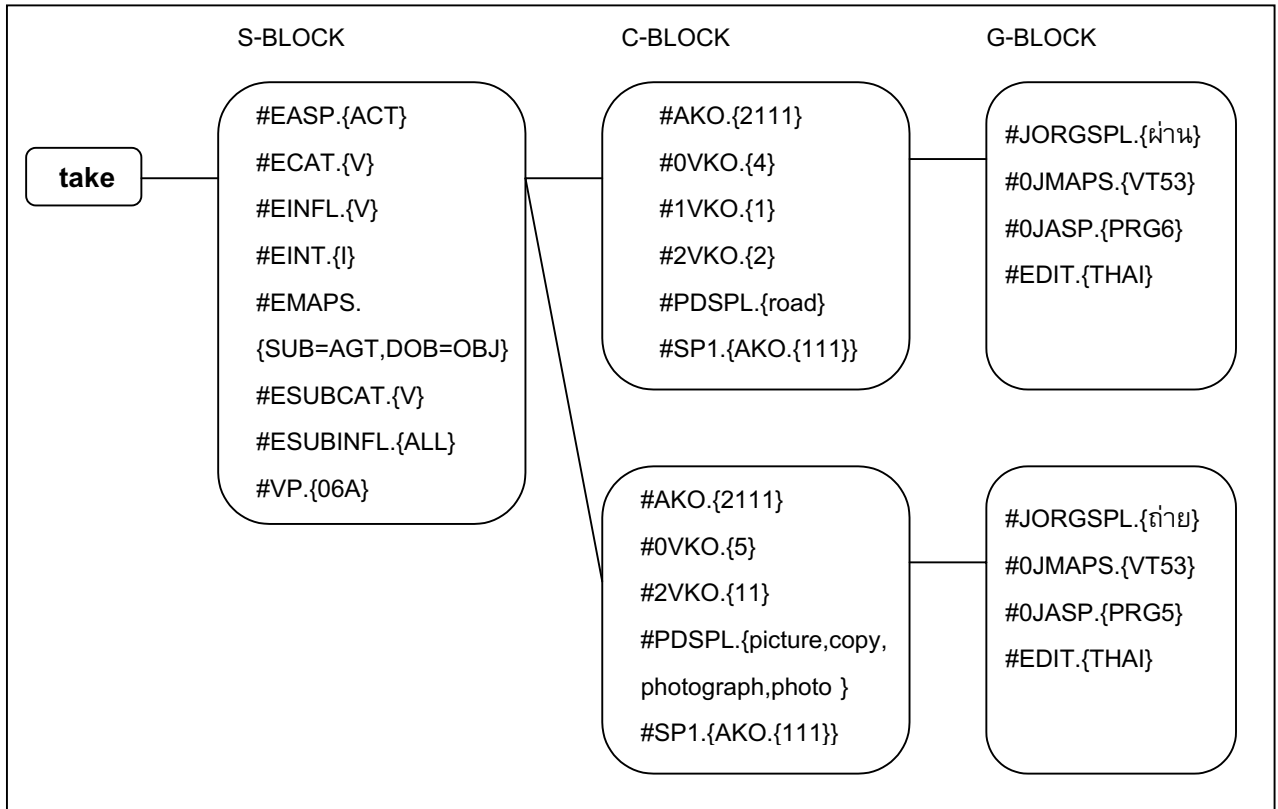 S-BLOCK
C-BLOCK
G-BLOCK
take
#EASP.{ACT}
#ECAT.{V}
#EINFL.{V}
#EINT.{I}
#EMAPS.
{SUB=AGT,DOB=OBJ}
#ESUBCAT.{V}
#ESUBINFL.{ALL}
#VP.{06A}
#AKO.{2111}
#0VKO.{4}
#1VKO.{1}
#2VKO.{2}
#PDSPL.{road}
#SP1.{AKO.{111}}
#JORGSPL.{ผ่าน}
#0JMAPS.{VT53}
#0JASP.{PRG6}
#EDIT.{THAI}
#AKO.{2111}
#0VKO.{5}
#2VKO.{11}
#PDSPL.{picture,copy,
photograph,photo }
#SP1.{AKO.{111}}
#JORGSPL.{ถ่าย}
#0JMAPS.{VT53}
#0JASP.{PRG5}
#EDIT.{THAI}